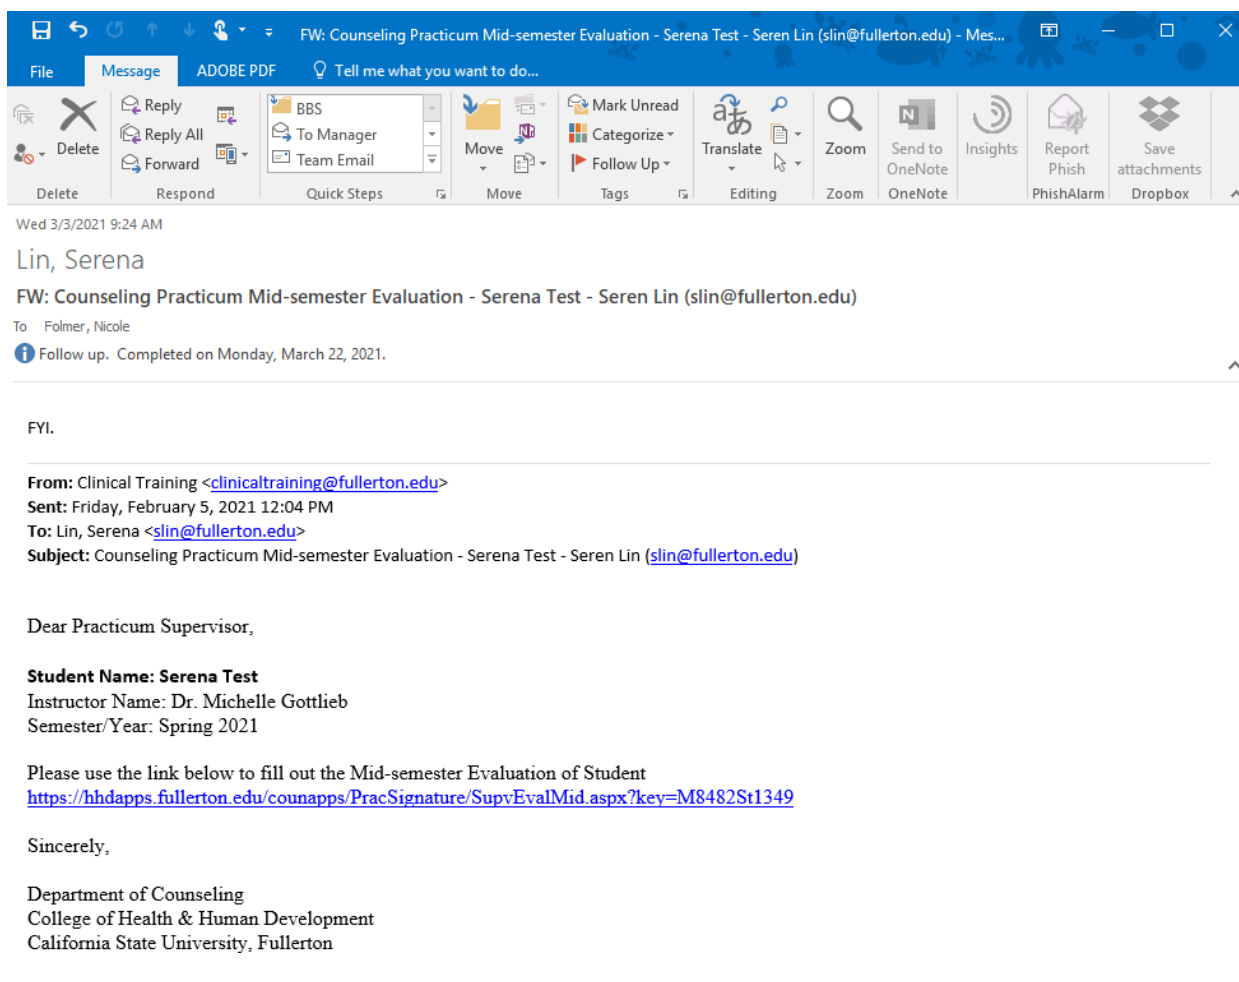 FW: Counseling Practicum Mid-semester Evaluation - Serena Test - Seren Lin (slin@fullerton.edu) - Mes...
File Message ADOBE PDF Tell me what you want to do...
Delete
Reply
Reply All
Forward
BBS
To Manager
Team Email
Move
Mark Unread
Categorize
Follow Up
Translate
Zoom
Send to
OneNote
Insights
Report
Phish
Save
attachments
Delete Respond Quick Steps Move Tags Editing Zoom OneNote PhishAlarm Dropbox
Wed 3/3/2021 9:24 AM
Lin, Serena
FW: Counseling Practicum Mid-semester Evaluation - Serena Test - Seren Lin (slin@fullerton.edu)
To Folmer, Nicole
Follow up. Completed on Monday, March 22, 2021.
FYI.
From: Clinical Training <clinicaltraining@fullerton.edu>
Sent: Friday, February 5, 2021 12:04 PM
To: Lin, Serena <slin@fullerton.edu>
Subject: Counseling Practicum Mid-semester Evaluation - Serena Test - Seren Lin (slin@fullerton.edu)
Dear Practicum Supervisor,
Student Name: Serena Test
Instructor Name: Dr. Michelle Gottlieb
Semester/Year: Spring 2021
Please use the link below to fill out the Mid-semester Evaluation of Student
https://hhdapps.fullerton.edu/counapps/PracSignature/SupvEvalMid.aspx?key=M8482St1349
Sincerely,
Department of Counseling
College of Health & Human Development
California State University, Fullerton